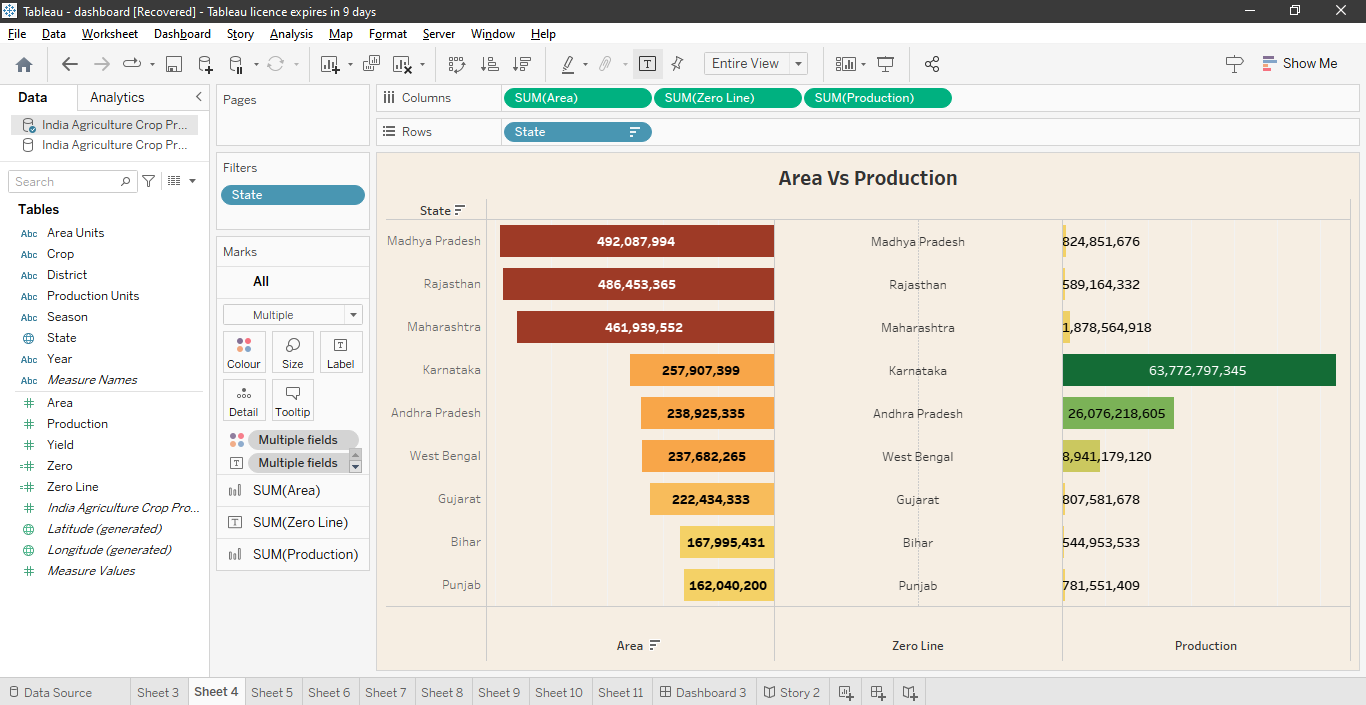 Tableau - dashboard [Recovered] - Tableau licence expires in 9 days
File Data Worksheet Dashboard Story Analysis Map Format Server Window Help
Entire View
Show Me
Data Analytics
India Agriculture Crop Pr...
India Agriculture Crop Pr...
Search
Tables
Abc Area Units
Abc Crop
Abc District
Abc Production Units
Abc Season
State
Abc Year
Abc Measure Names
# Area
# Production
# Yield
=# Zero
=# Zero Line
# India Agriculture Crop Pro...
Latitude (generated)
Longitude (generated)
# Measure Values
Pages
Filters
State
Marks
All
Multiple
Colour Size Label
Detail Tooltip
Multiple fields
Multiple fields
SUM(Area)
SUM(Zero Line)
SUM(Production)
Columns SUM(Area) SUM(Zero Line) SUM(Production)
Rows State
Area Vs Production
State
Madhya Pradesh 492,087,994 Madhya Pradesh 824,851,676
Rajasthan 486,453,365 Rajasthan 589,164,332
Maharashtra 461,939,552 Maharashtra 1,878,564,918
Karnataka 257,907,399 Karnataka 63,772,797,345
Andhra Pradesh 238,925,335 Andhra Pradesh 26,076,218,605
West Bengal 237,682,265 West Bengal 8,941,179,120
Gujarat 222,434,333 Gujarat 807,581,678
Bihar 167,995,431 Bihar 544,953,533
Punjab 162,040,200 Punjab 781,551,409
Area Zero Line Production
Data Source Sheet 3 Sheet 4 Sheet 5 Sheet 6 Sheet 7 Sheet 8 Sheet 9 Sheet 10 Sheet 11 Dashboard 3 Story 2